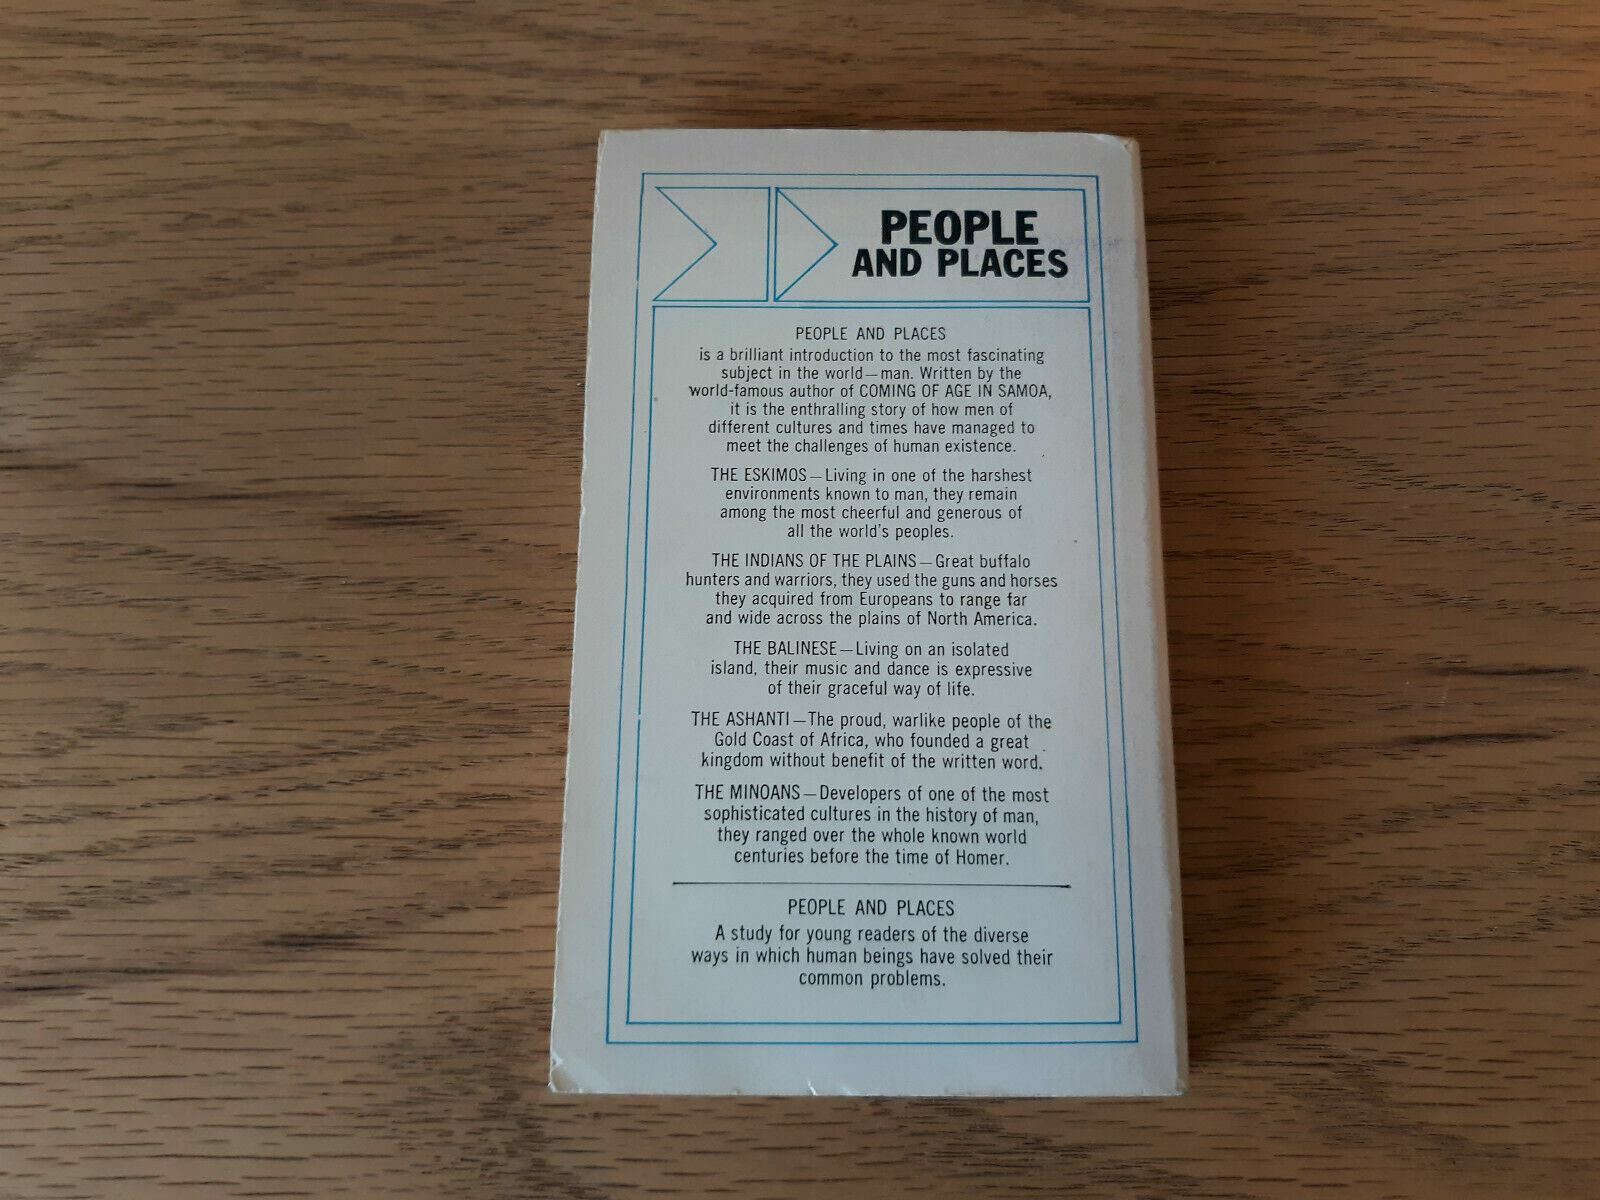 PEOPLE
AND PLACES
PEOPLE AND PLACES
is a brilliant introduction to the most fascinating
subject in the world—man. Written by the
world-famous author of COMING OF AGE IN SAMOA,
it is the enthralling story of how men of
different cultures and times have managed to
meet the challenges of human existence.
THE ESKIMOS—Living in one of the harshest
environments known to man, they remain
among the most cheerful and generous of
all the world's peoples.
THE INDIANS OF THE PLAINS—Great buffalo
hunters and warriors, they used the guns and horses
they acquired from Europeans to range far
and wide across the plains of North America.
THE BALINESE—Living on an isolated
island, their music and dance is expressive
of their graceful way of life.
THE ASHANTI—The proud, warlike people of the
Gold Coast of Africa, who founded a great
kingdom without benefit of the written word.
THE MINOANS—Developers of one of the most
sophisticated cultures in the history of man,
they ranged over the whole known world
centuries before the time of Homer.
PEOPLE AND PLACES
A study for young readers of the diverse
ways in which human beings have solved their
common problems.